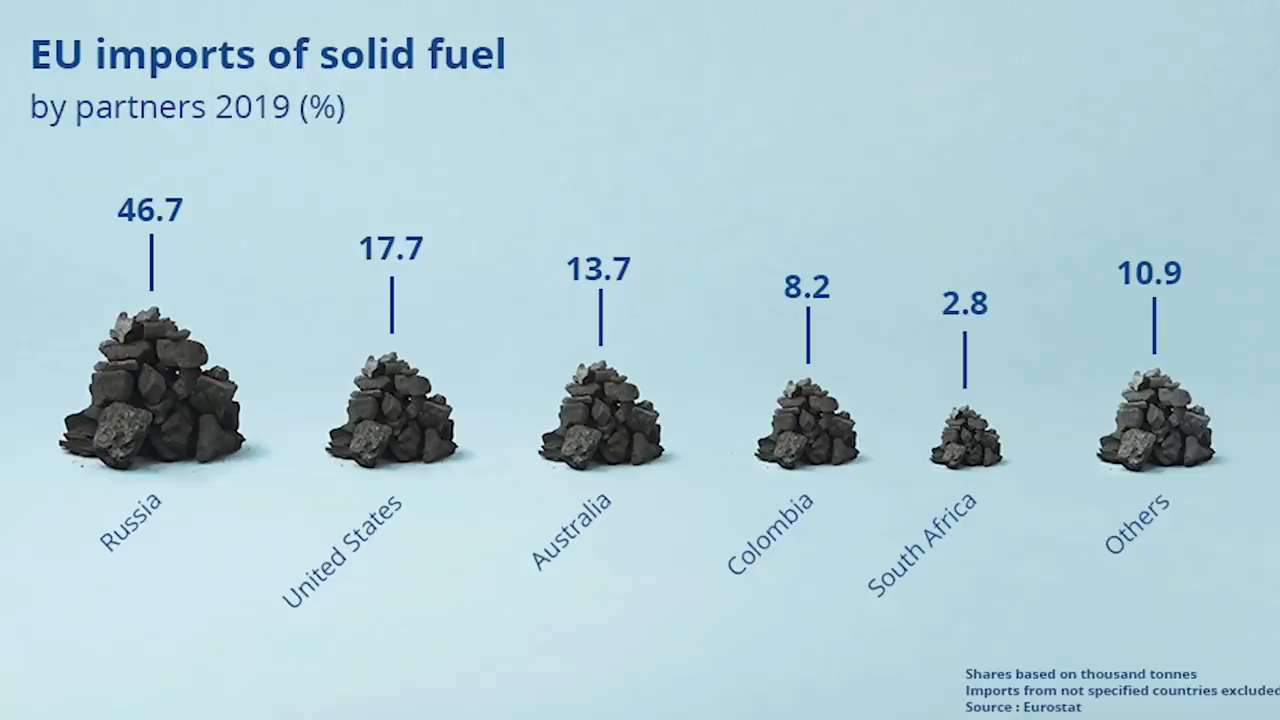 EU imports of solid fuel
by partners 2019 (%)
46.7
17.7
13.7
8.2
2.8
10.9
Russia
United States
Australia
Colombia
South Africa
Others
Shares based on thousand tonnes
Imports from not specified countries excluded
Source : Eurostat